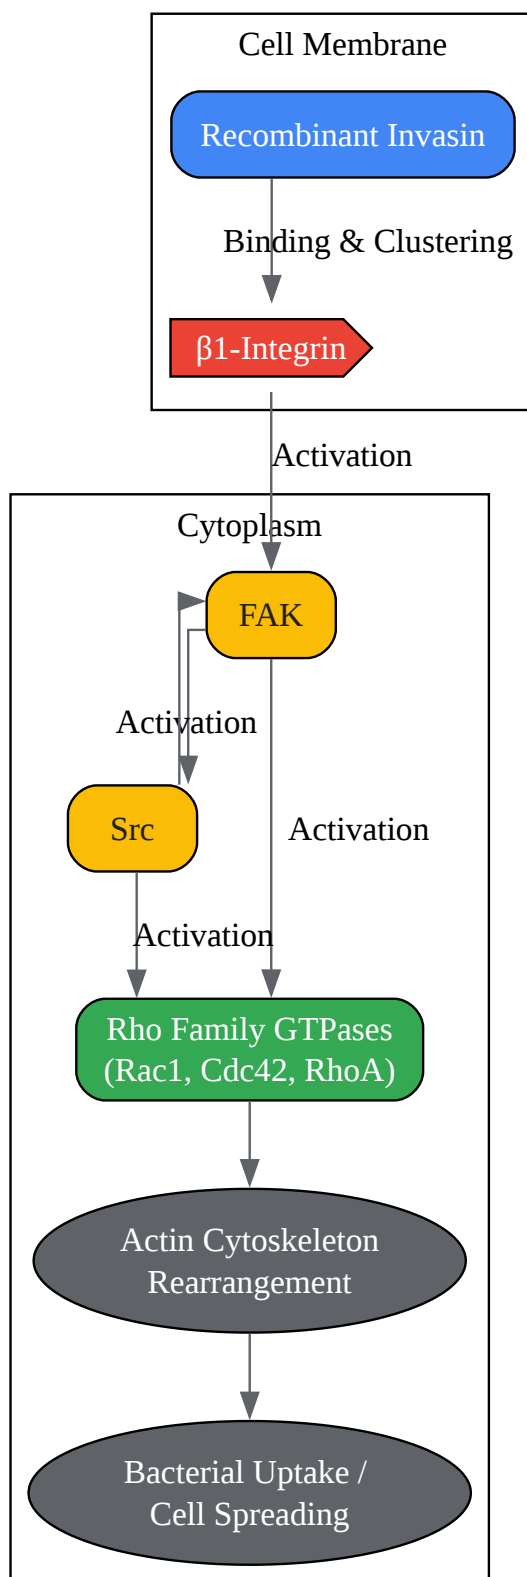 Cell Membrane
Recombinant Invasin
Binding & Clustering
β1-Integrin
Activation
Cytoplasm
FAK
Activation
Src
Activation
Activation
Rho Family GTPases
(Rac1, Cdc42, RhoA)
Actin Cytoskeleton
Rearrangement
Bacterial Uptake /
Cell Spreading